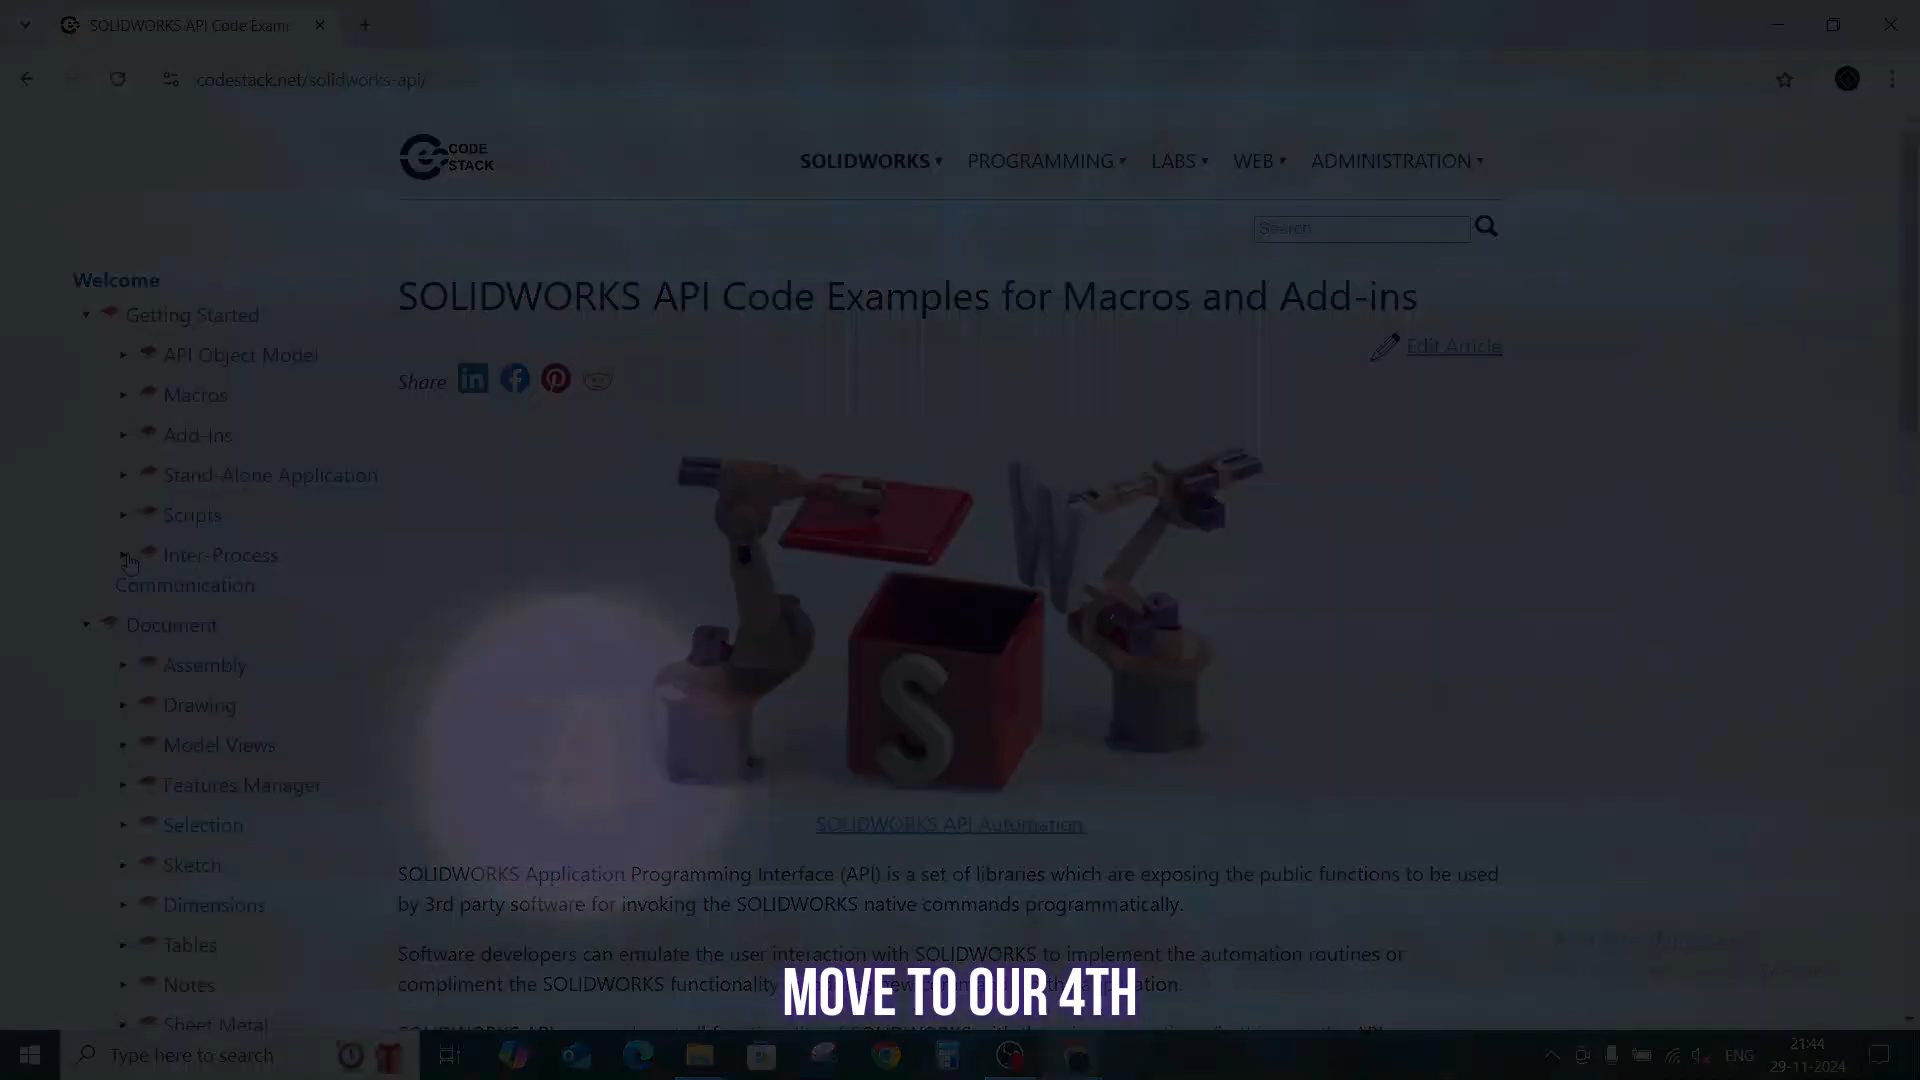 SOLIDWORKS API Code Exami
codestack.net/solidworks-api/
CODE
STACK
SOLIDWORKS PROGRAMMING LABS WEB ADMINISTRATION
Search
Welcome
Getting Started
API Object Model
Macros
Add-ins
Stand-Alone Application
Scripts
Inter-Process
Communication
Document
Assembly
Drawing
Model Views
Features Manager
Selection
Sketch
Dimensions
Tables
Notes
Sheet Metal
SOLIDWORKS API Code Examples for Macros and Add-ins
Edit Article
Share
S
SOLIDWORKS API Automation
SOLIDWORKS Application Programming Interface (API) is a set of libraries which are exposing the public functions to be used
by 3rd party software for invoking the SOLIDWORKS native commands programmatically.
Software developers can emulate the user interaction with SOLIDWORKS to implement the automation routines or
compliment the SOLIDWORKS functionality
MOVE TO OUR 4TH
Type here to search
ENG
21:44
29-11-2024